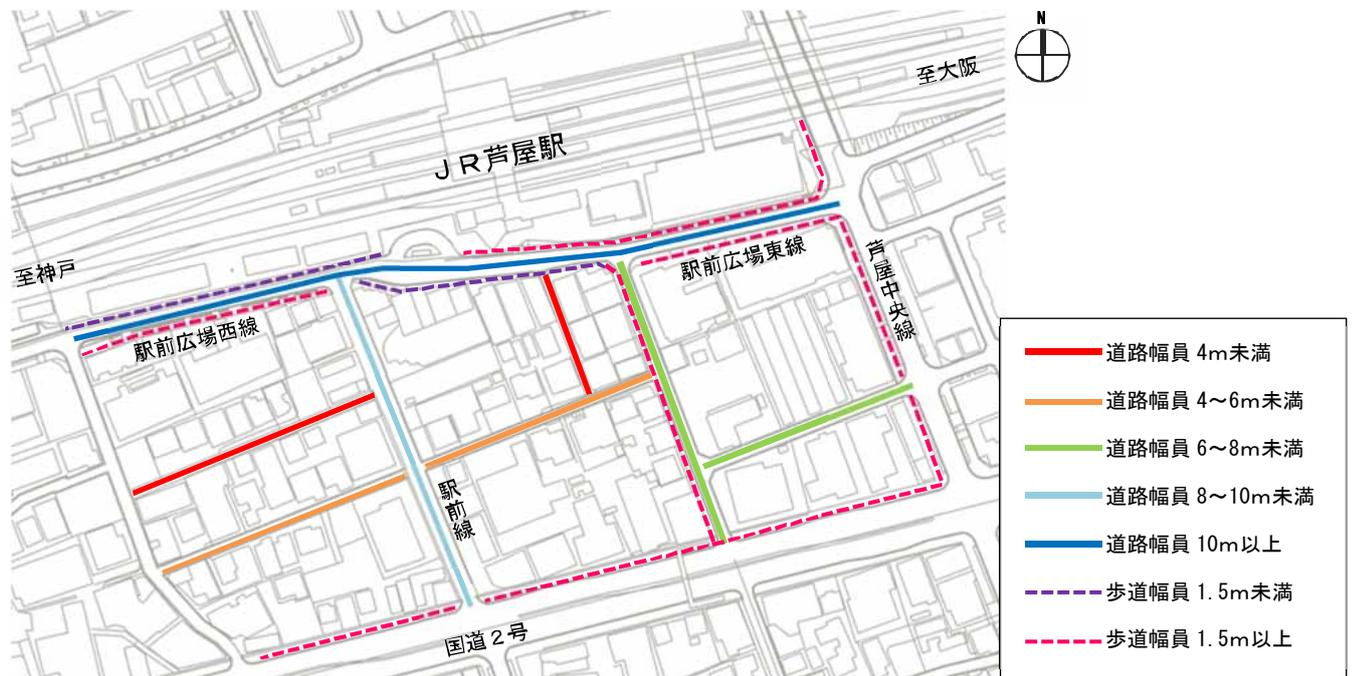 N
至大阪
ＪＲ芦屋駅
至神戸
駅前広場東線
芦屋中央線
駅前広場西線
駅前線
国道２号
道路幅員 4m未満
道路幅員 4～6m未満
道路幅員 6～8m未満
道路幅員 8～10m未満
道路幅員 10m以上
歩道幅員 1.5m未満
歩道幅員 1.5m以上